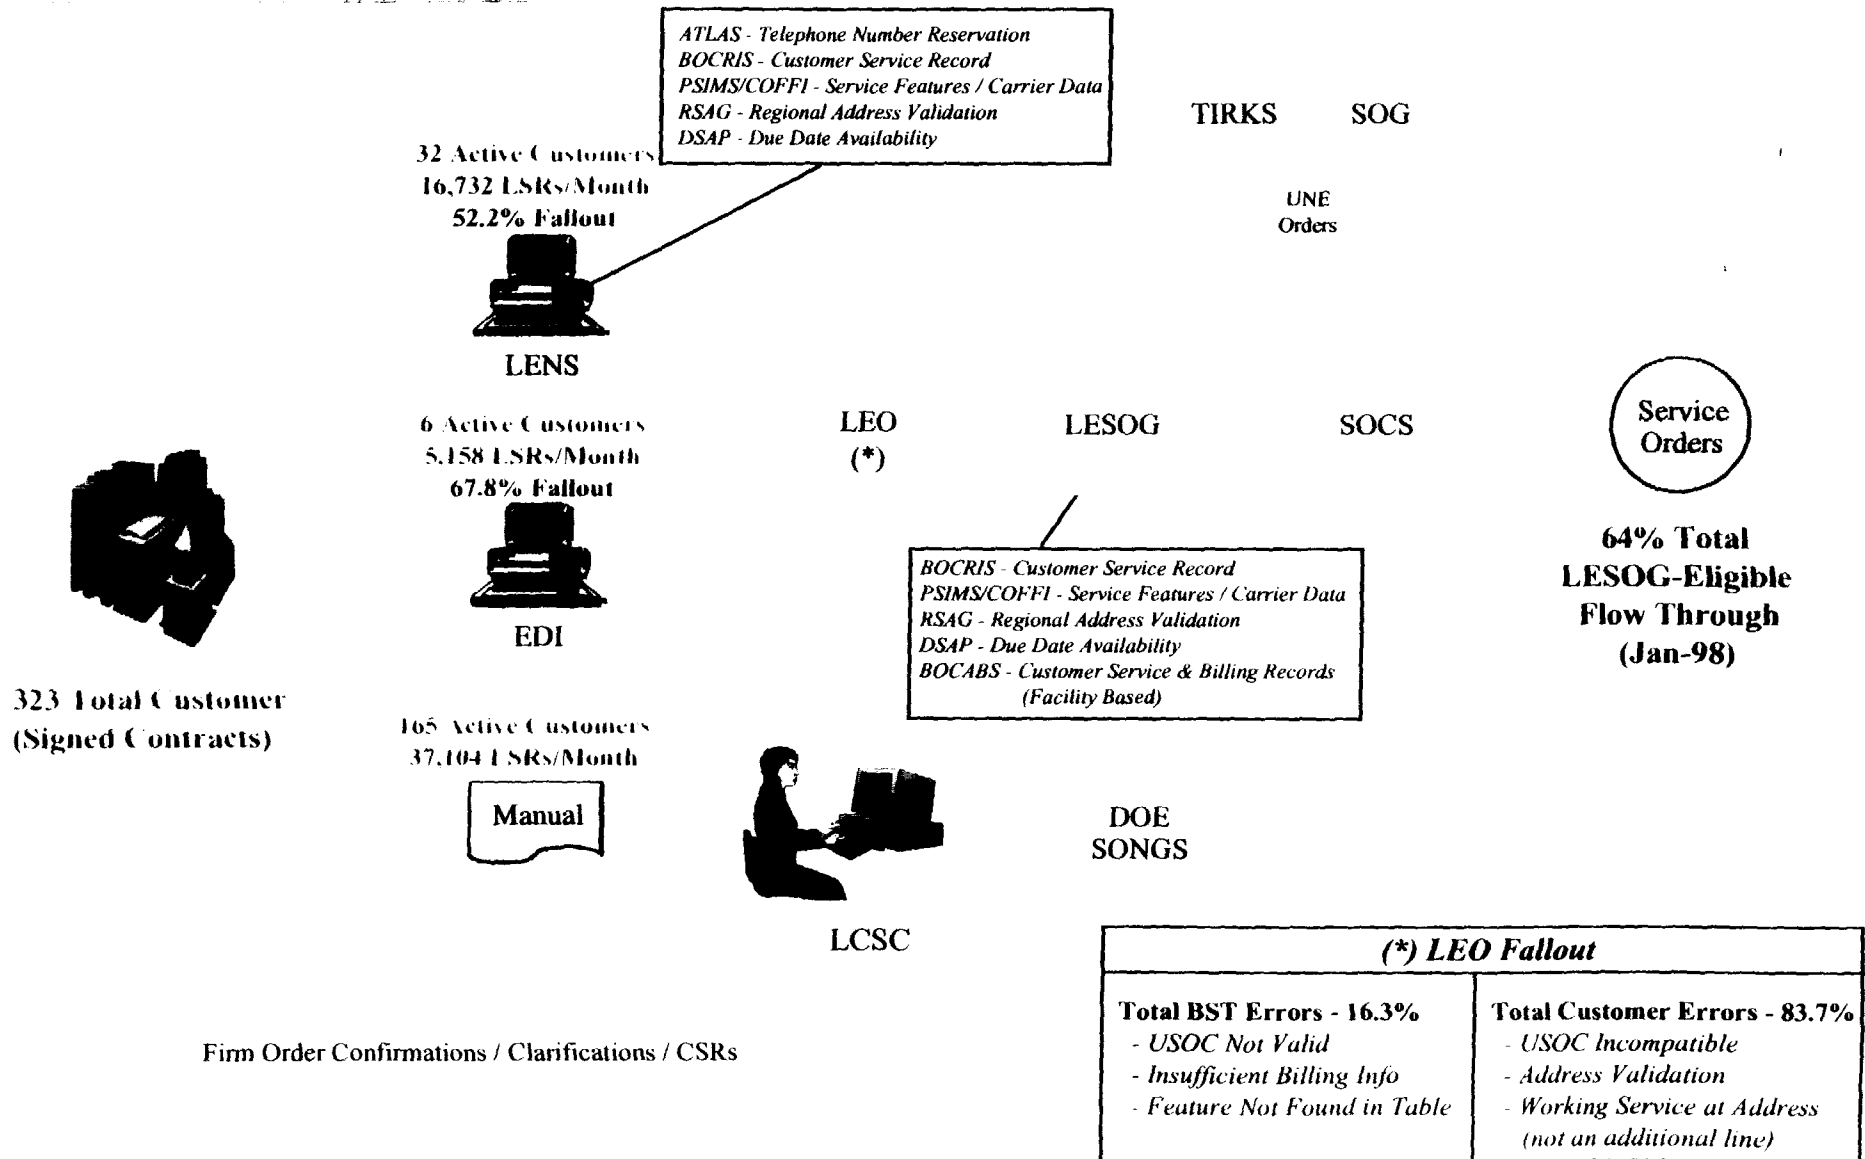 ATLAS - Telephone Number Reservation
BOCRIS - Customer Service Record
PSIMS/COFFI - Service Features / Carrier Data
RSAG - Regional Address Validation
DSAP - Due Date Availability
TIRKS
SOG
32 Active Customers
16,732 LSRs/Month
52.2% Fallout
UNE
Orders
LENS
6 Active Customers
5,158 LSRs/Month
67.8% Fallout
EDI
LEO
(*)
LESOG
SOCS
Service
Orders
64% Total
LESOG-Eligible
Flow Through
(Jan-98)
BOCRIS - Customer Service Record
PSIMS/COFFI - Service Features / Carrier Data
RSAG - Regional Address Validation
DSAP - Due Date Availability
BOCABS - Customer Service & Billing Records
(Facility Based)
323 Total Customer
(Signed Contracts)
165 Active Customers
37,104 LSRs/Month
Manual
LCSC
DOE
SONGS
Firm Order Confirmations / Clarifications / CSRs
(*) LEO Fallout
Total BST Errors - 16.3%
- USOC Not Valid
- Insufficient Billing Info
- Feature Not Found in Table
Total Customer Errors - 83.7%
- USOC Incompatible
- Address Validation
- Working Service at Address
(not an additional line)